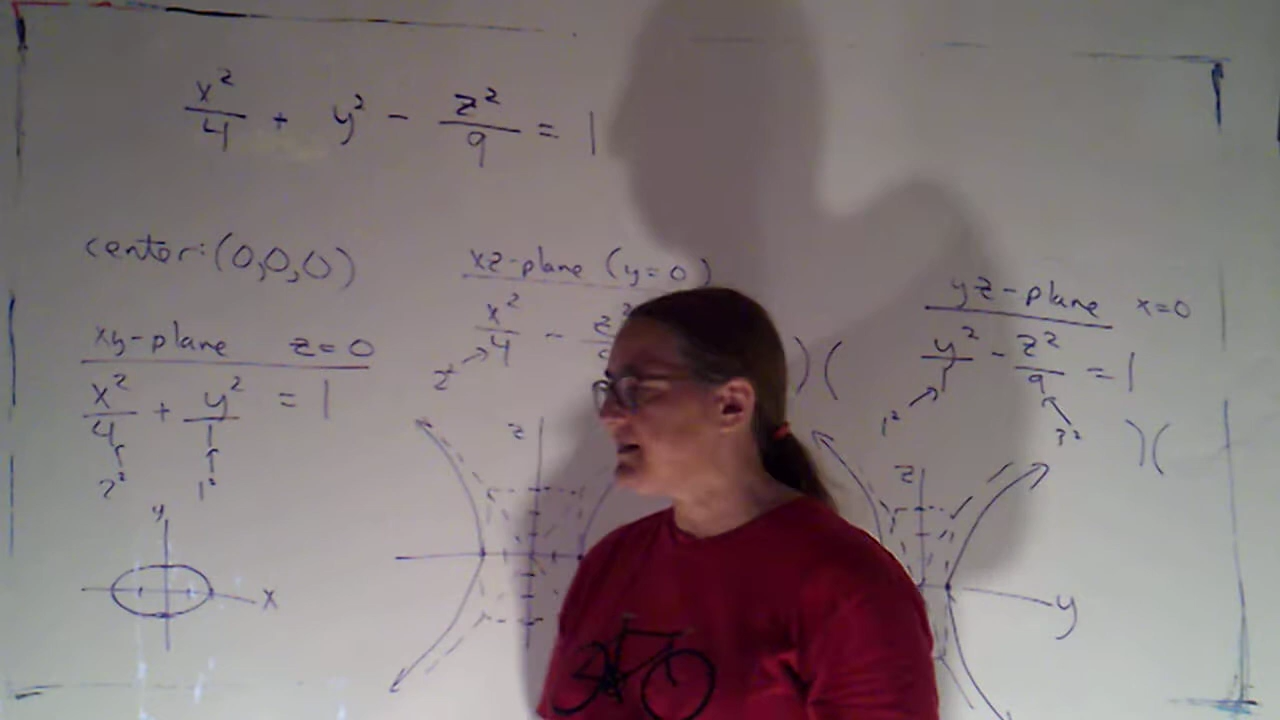 x²/4 + y² - z²/9 = 1
center: (0,0,0)
xy-plane z=0
x²/4 + y²/1 = 1
2² 1²
y
x
xz-plane (y=0)
x²/4 - z²
2²
)(
z
yz-plane x=0
y²/1 - z²/9 = 1
1² 3²
)(
z
y